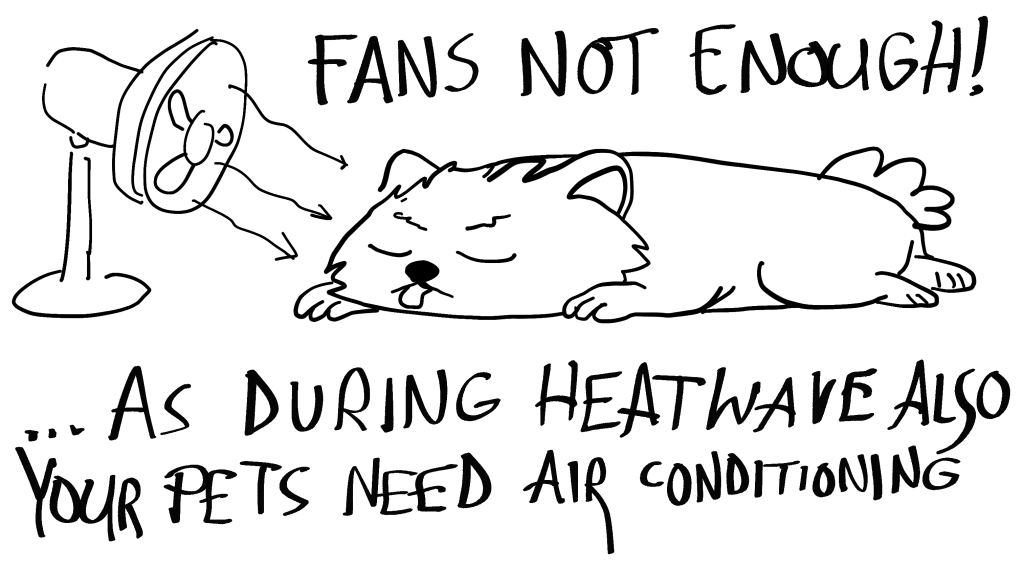 FANS NOT ENOUGH!
... AS DURING HEATWAVE ALSO
YOUR PETS NEED AIR CONDITIONING